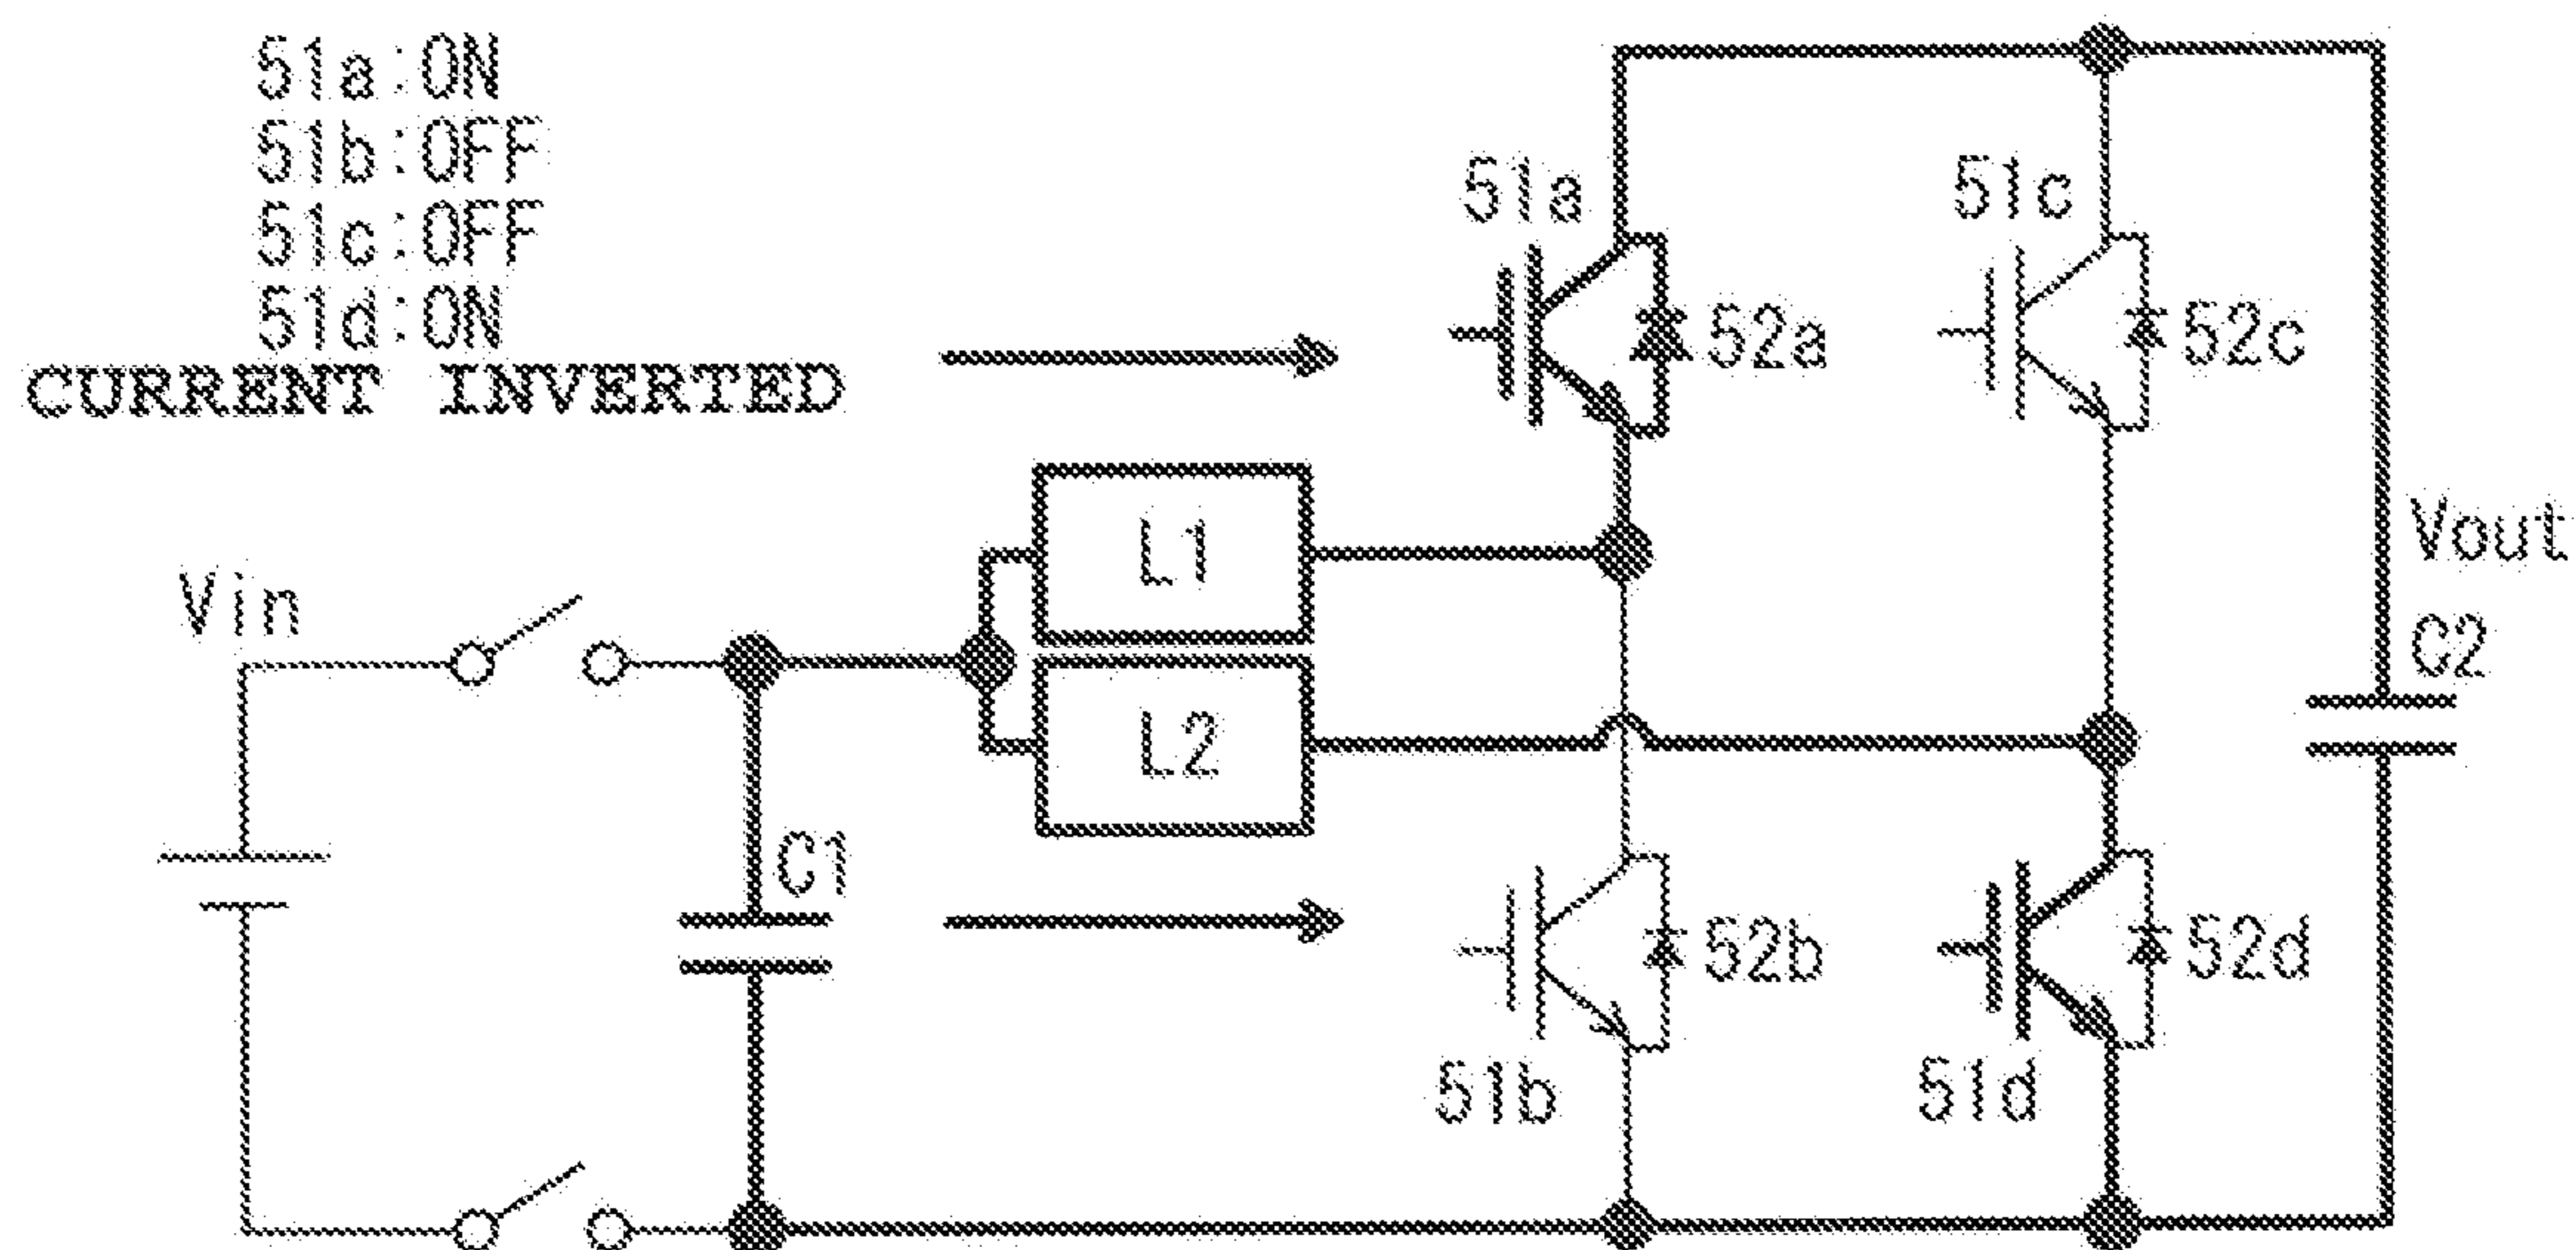 51a:ON
51b:OFF
51c:OFF
51d:ON
CURRENT INVERTED
51a
51c
52a
52c
L1
Vout
Vin
C2
L2
C1
52b
52d
51b
51d